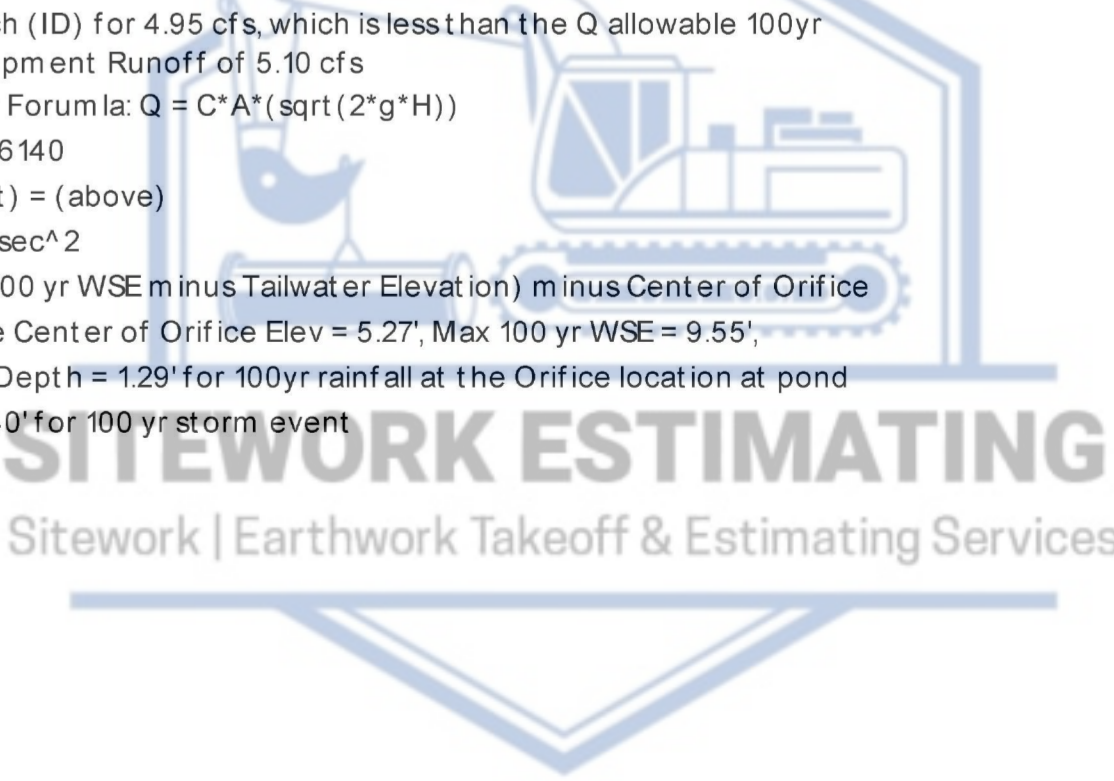 h (ID) for 4.95 cfs, which is less than the Q allowable 100yr
pment Runoff of 5.10 cfs
Forumla: Q = C*A*(sqrt(2*g*H))
6140
t) = (above)
sec^2
00 yr WSE minus Tailwater Elevation) minus Center of Orifice
e Center of Orifice Elev = 5.27', Max 100 yr WSE = 9.55',
Depth = 1.29' for 100yr rainfall at the Orifice location at pond
0' for 100 yr storm event
SITEWORK ESTIMATING
Sitework | Earthwork Takeoff & Estimating Services